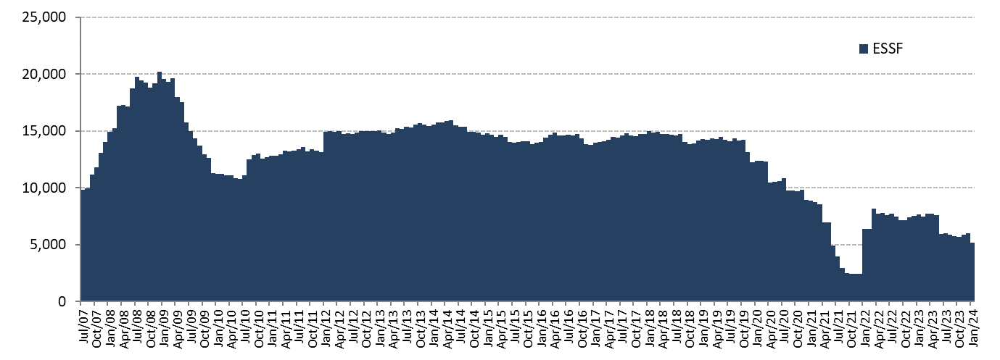 25,000
ESSF
20,000
15,000
10,000
5,000
0
Jul/07
Oct/07
Jan/08
Apr/08
Jul/08
Oct/08
Jan/09
Apr/09
Jul/09
Oct/09
Jan/10
Apr/10
Jul/10
Oct/10
Jan/11
Apr/11
Jul/11
Oct/11
Jan/12
Apr/12
Jul/12
Oct/12
Jan/13
Apr/13
Jul/13
Oct/13
Jan/14
Apr/14
Jul/14
Oct/14
Jan/15
Apr/15
Jul/15
Oct/15
Jan/16
Apr/16
Jul/16
Oct/16
Jan/17
Apr/17
Jul/17
Oct/17
Jan/18
Apr/18
Jul/18
Oct/18
Jan/19
Apr/19
Jul/19
Oct/19
Jan/20
Apr/20
Jul/20
Oct/20
Jan/21
Apr/21
Jul/21
Oct/21
Jan/22
Apr/22
Jul/22
Oct/22
Jan/23
Apr/23
Jul/23
Oct/23
Jan/24